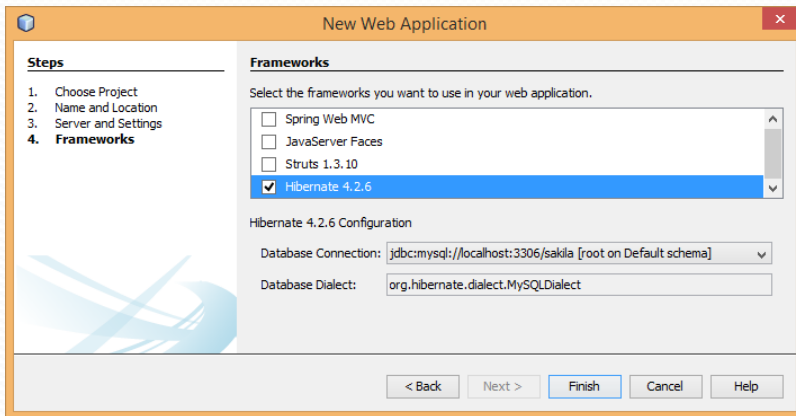 New Web Application
Steps
1. Choose Project
2. Name and Location
3. Server and Settings
4. Frameworks
Frameworks
Select the frameworks you want to use in your web application.
Spring Web MVC
JavaServer Faces
Struts 1.3.10
Hibernate 4.2.6
Hibernate 4.2.6 Configuration
Database Connection: jdbc:mysql://localhost:3306/sakila [root on Default schema]
Database Dialect: org.hibernate.dialect.MySQLDialect
< Back Next > Finish Cancel Help